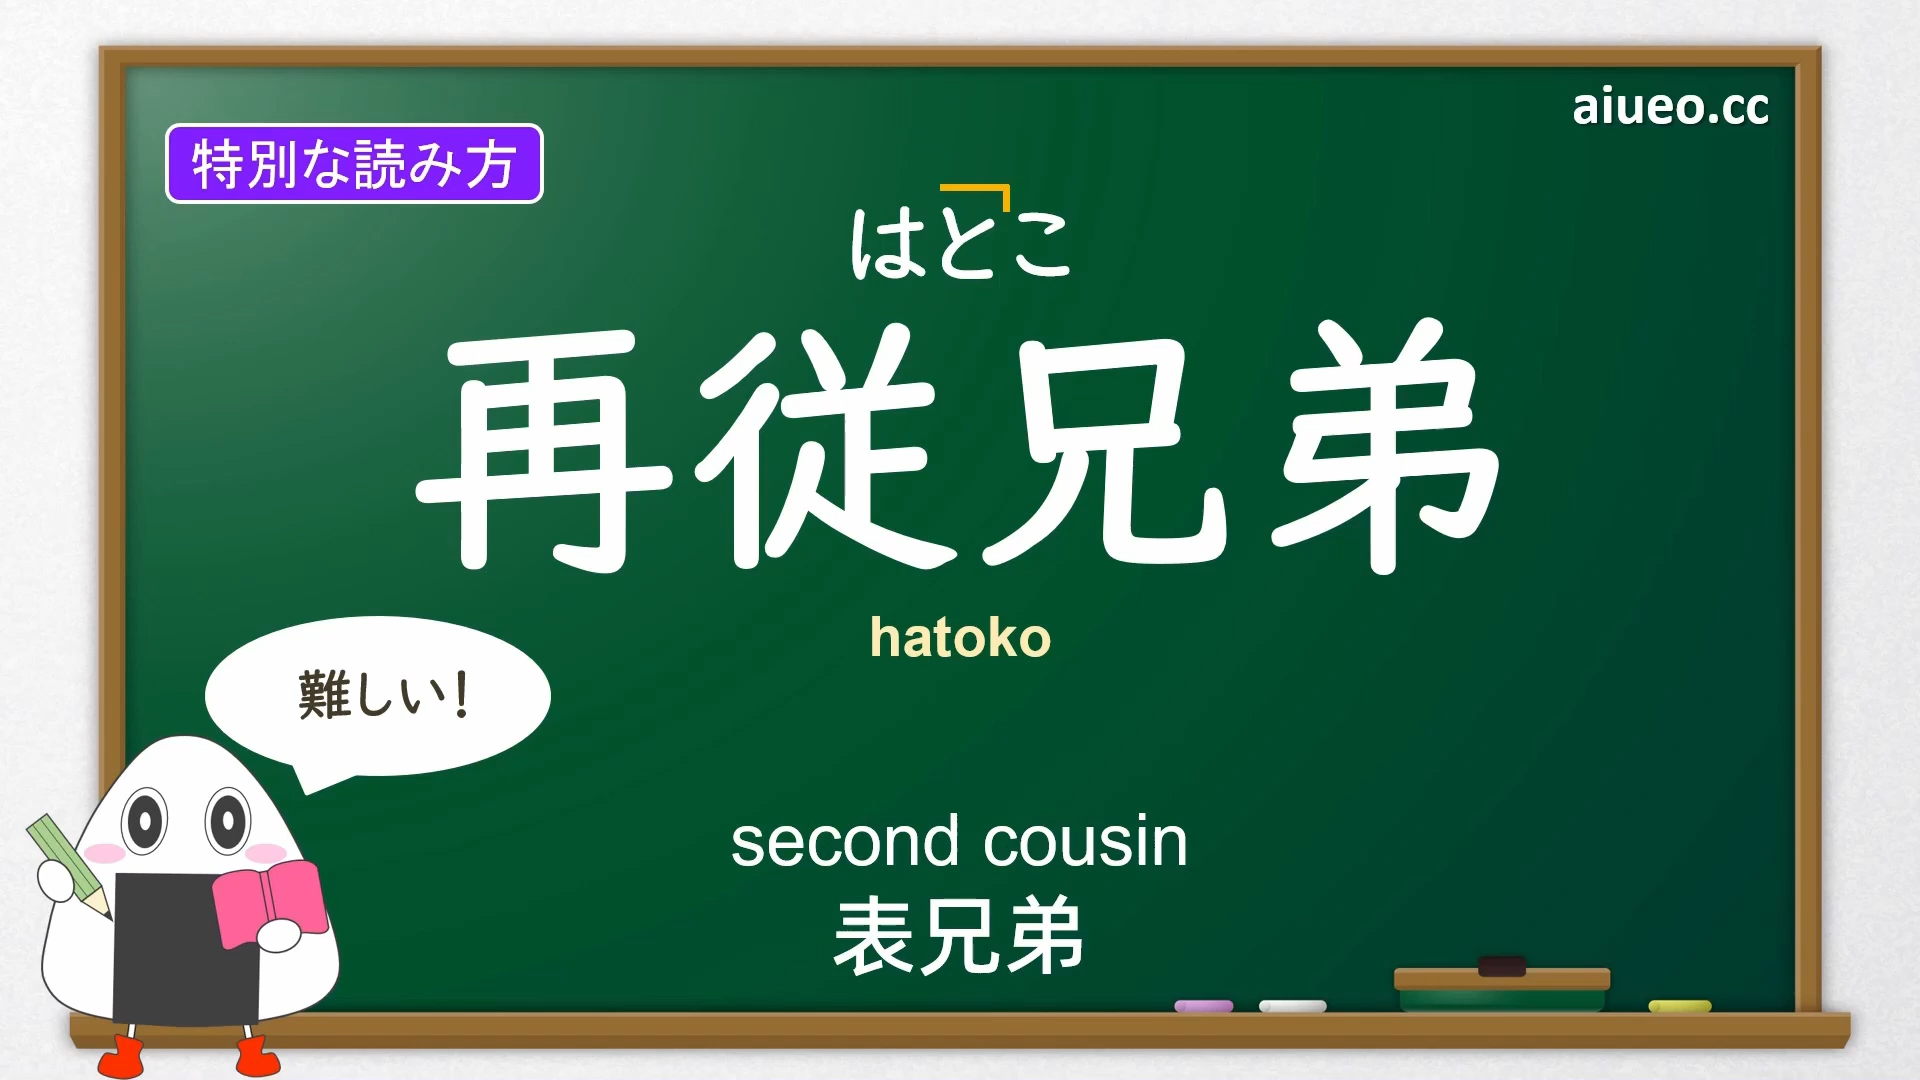 aiueo.cc
特別な読み方
はとこ
再従兄弟
hatoko
難しい!
second cousin
表兄弟